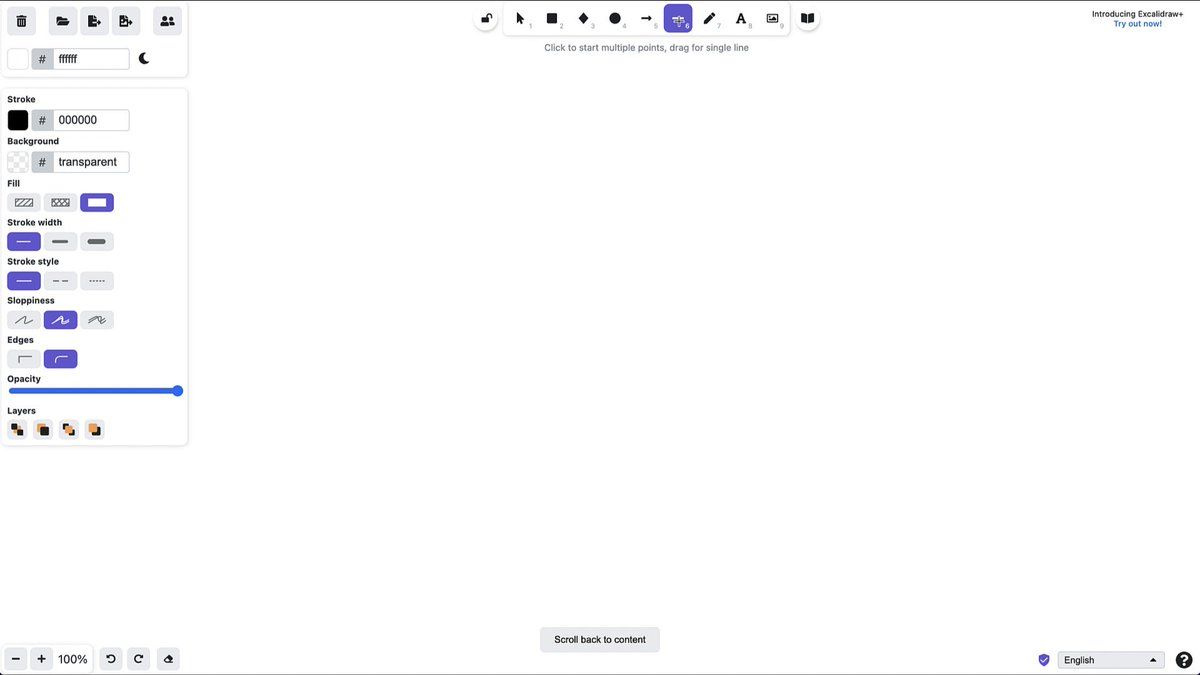 # ffffff
1 2 3 4 5 6 7 A 8 9
Click to start multiple points, drag for single line
Introducing Excalidraw+
Try out now!
Stroke
# 000000
Background
# transparent
Fill
Stroke width
Stroke style
Sloppiness
Edges
Opacity
Layers
Scroll back to content
− + 100%
English
?